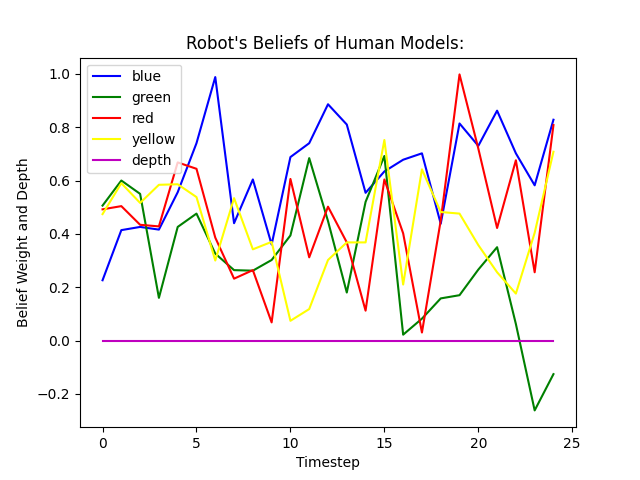 Robot's Beliefs of Human Models:
blue
green
red
yellow
depth
1.0
0.8
0.6
0.4
0.2
0.0
−0.2
Belief Weight and Depth
0
5
10
15
20
25
Timestep